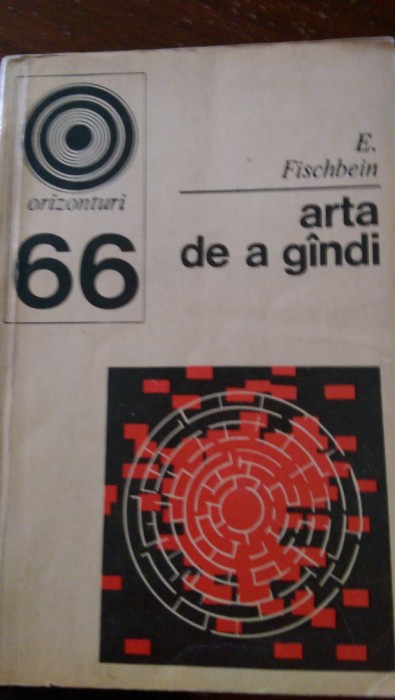 orizonturi
66
E.
Fischbein
arta
de a gîndi